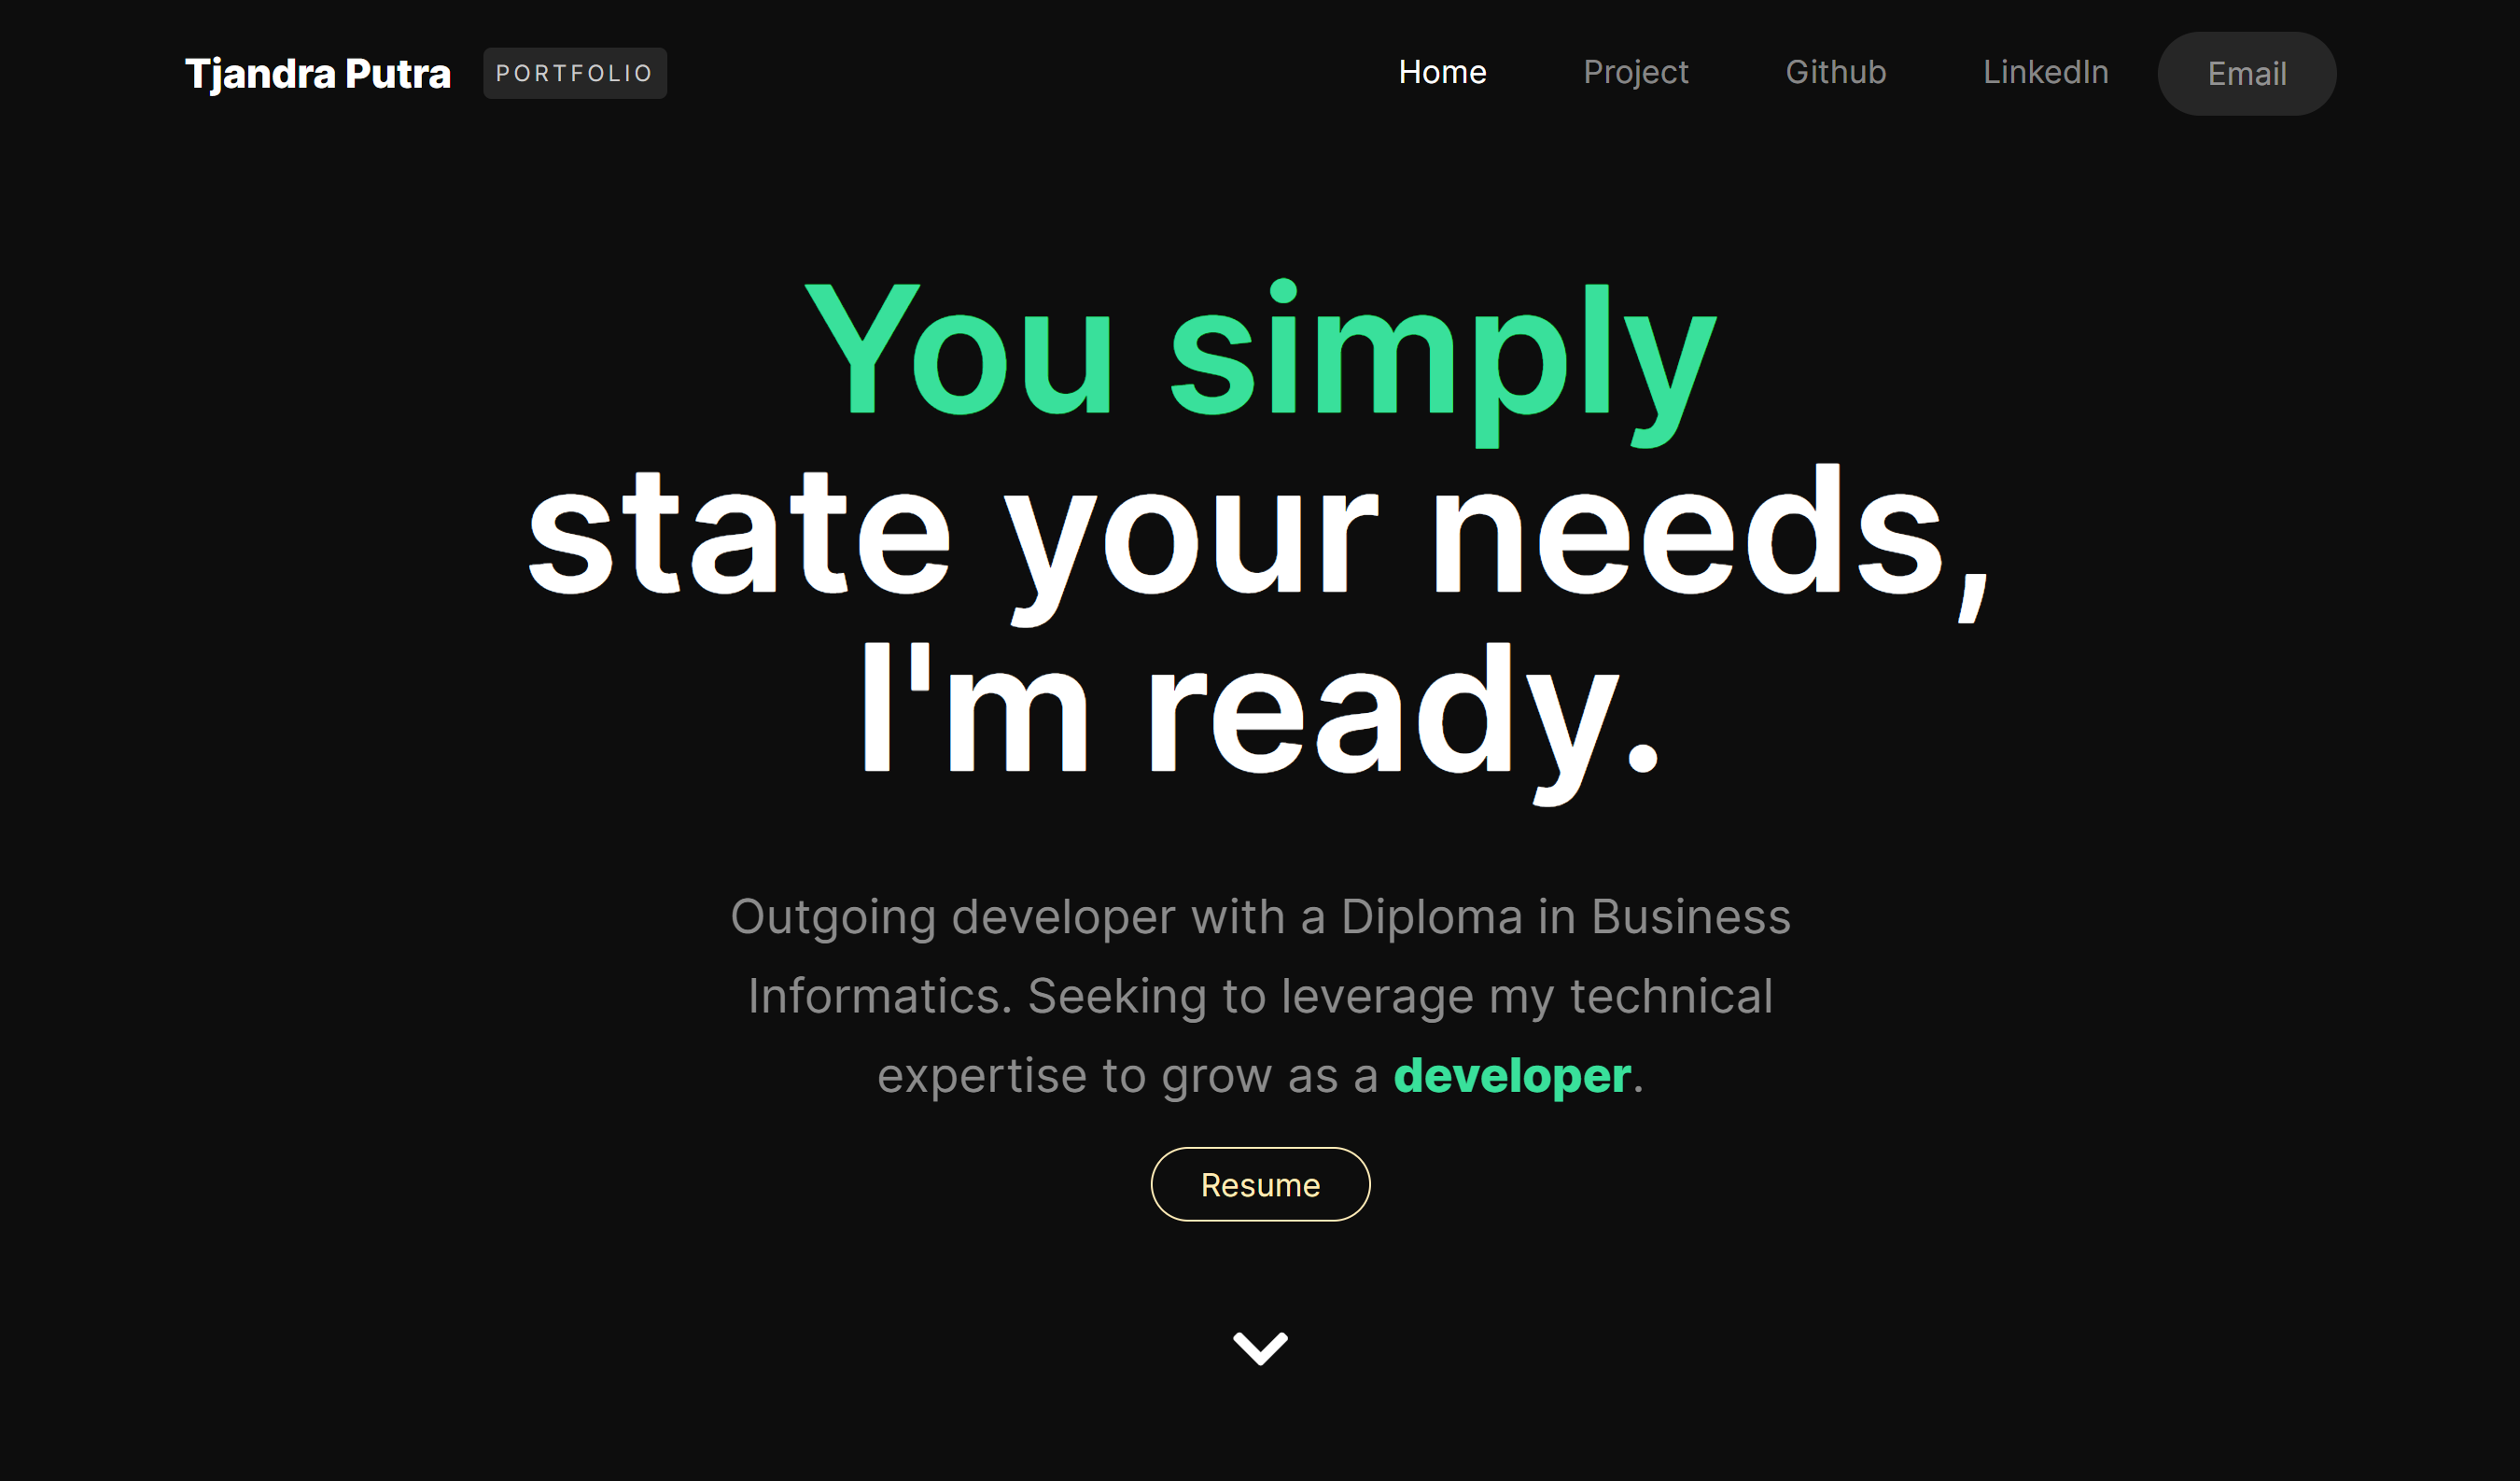 Tjandra Putra PORTFOLIO Home Project Github LinkedIn Email
You simply
state your needs,
I'm ready.
Outgoing developer with a Diploma in Business
Informatics. Seeking to leverage my technical
expertise to grow as a developer.
Resume